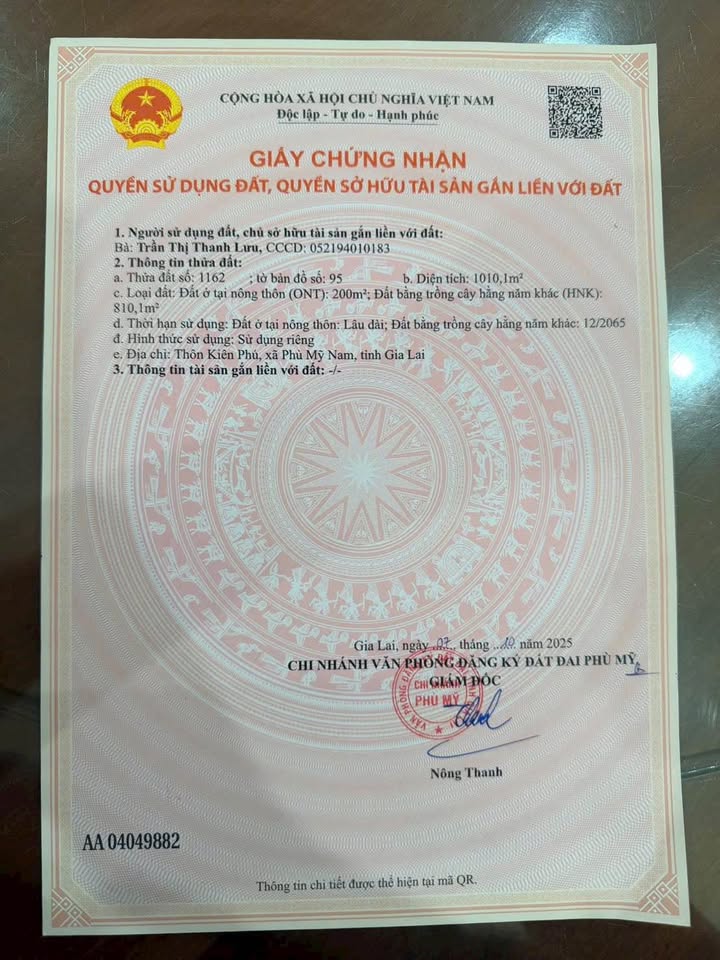 CỘNG HÒA XÃ HỘI CHỦ NGHĨA VIỆT NAM
Độc lập - Tự do - Hạnh phúc
GIẤY CHỨNG NHẬN
QUYỀN SỬ DỤNG ĐẤT, QUYỀN SỞ HỮU TÀI SẢN GẮN LIỀN VỚI ĐẤT
1. Người sử dụng đất, chủ sở hữu tài sản gắn liền với đất:
Bà: Trần Thị Thanh Lưu, CCCD: 052194010183
2. Thông tin thửa đất:
a. Thửa đất số: 1162 ; tờ bản đồ số: 95 b. Diện tích: 1010,1m²
c. Loại đất: Đất ở tại nông thôn (ONT): 200m²; Đất bằng trồng cây hằng năm khác (HNK):
810,1m²
d. Thời hạn sử dụng: Đất ở tại nông thôn: Lâu dài; Đất bằng trồng cây hằng năm khác: 12/2065
đ. Hình thức sử dụng: Sử dụng riêng
e. Địa chỉ: Thôn Kiên Phú, xã Phù Mỹ Nam, tỉnh Gia Lai
3. Thông tin tài sản gắn liền với đất: -/-
Gia Lai, ngày ..07.. tháng ..10.. năm 2025
CHI NHÁNH VĂN PHÒNG ĐĂNG KÝ ĐẤT ĐAI PHÙ MỸ
GIÁM ĐỐC
CHI NHÁNH
PHÙ MỸ
Nông Thanh
AA 04049882
Thông tin chi tiết được thể hiện tại mã QR.